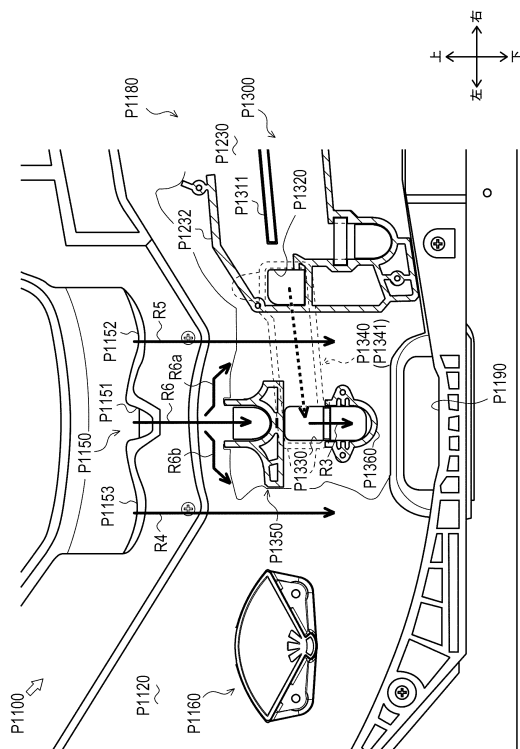 P1100
P1150
P1153
P1151
P1152
P1180
P1120
R4
R5
R6
R6a
P1232
P1160
R6b
P1230
P1311
P1300
P1350
P1330
P1320
R3
P1340
(P1341)
P1360
上
左
右
下
P1190